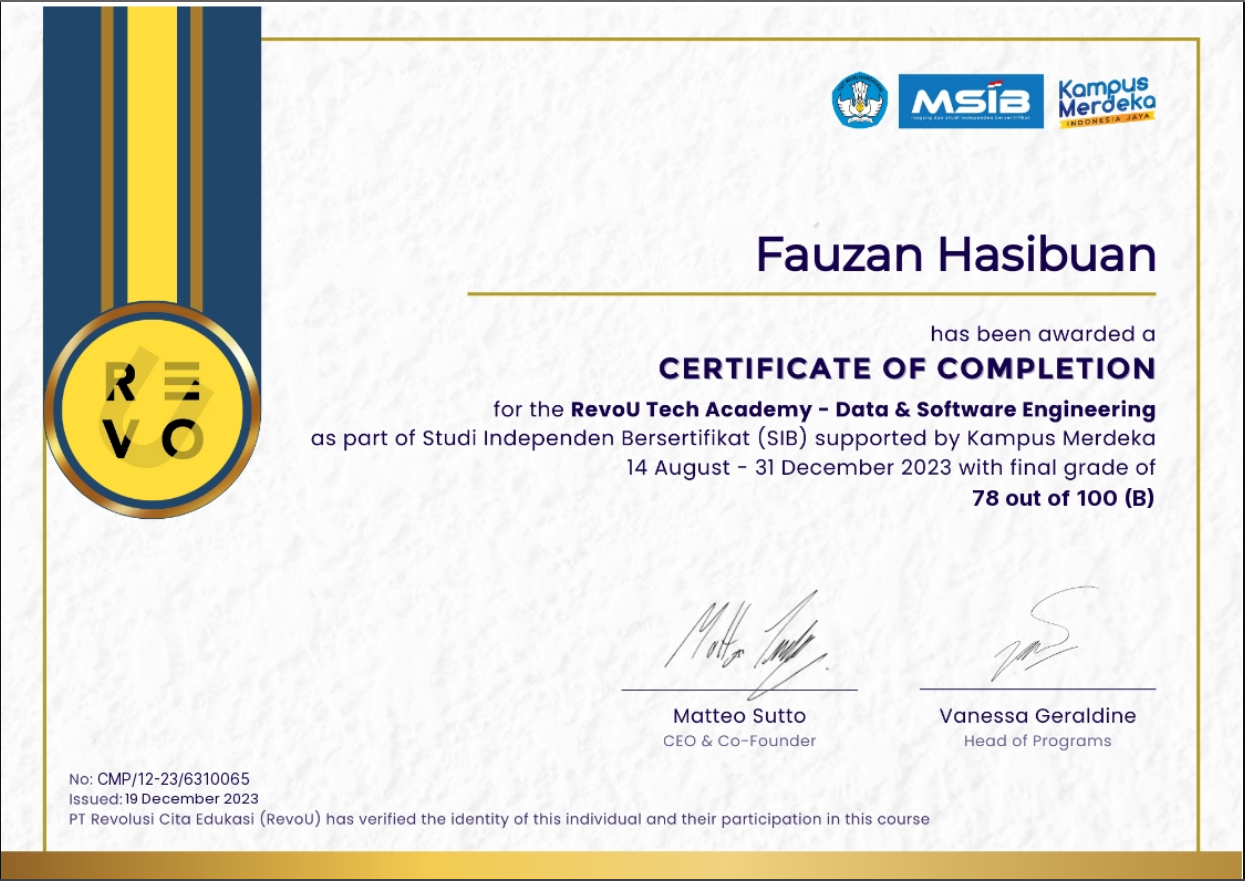 MSIB
magang dan studi independen bersertifikat
Kampus
Merdeka
INDONESIA JAYA
Fauzan Hasibuan
has been awarded a
CERTIFICATE OF COMPLETION
for the RevoU Tech Academy - Data & Software Engineering
as part of Studi Independen Bersertifikat (SIB) supported by Kampus Merdeka
14 August - 31 December 2023 with final grade of
78 out of 100 (B)
RE
VO
Matteo Sutto
CEO & Co-Founder
Vanessa Geraldine
Head of Programs
No: CMP/12-23/6310065
Issued: 19 December 2023
PT Revolusi Cita Edukasi (RevoU) has verified the identity of this individual and their participation in this course